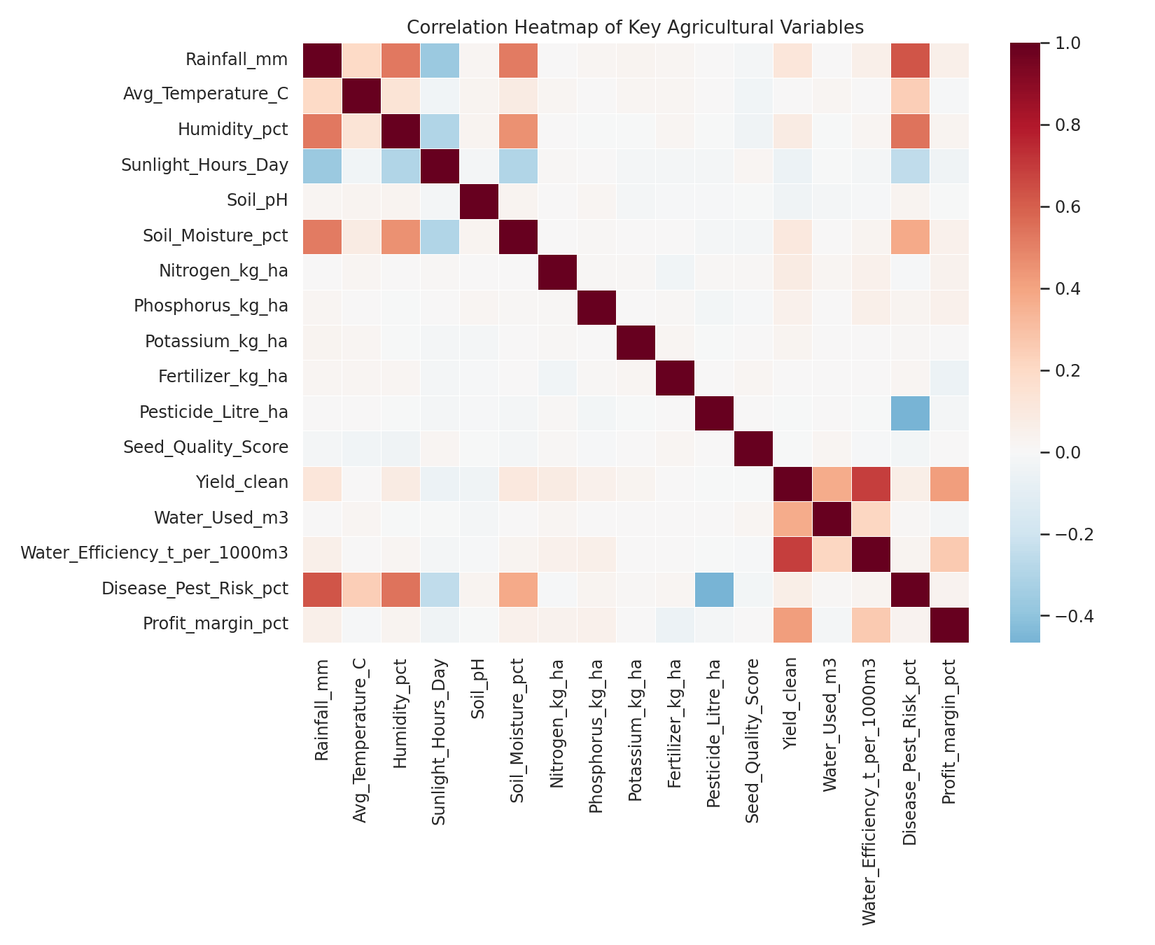 Correlation Heatmap of Key Agricultural Variables
Rainfall_mm
Avg_Temperature_C
Humidity_pct
Sunlight_Hours_Day
Soil_pH
Soil_Moisture_pct
Nitrogen_kg_ha
Phosphorus_kg_ha
Potassium_kg_ha
Fertilizer_kg_ha
Pesticide_Litre_ha
Seed_Quality_Score
Yield_clean
Water_Used_m3
Water_Efficiency_t_per_1000m3
Disease_Pest_Risk_pct
Profit_margin_pct
Rainfall_mm
Avg_Temperature_C
Humidity_pct
Sunlight_Hours_Day
Soil_pH
Soil_Moisture_pct
Nitrogen_kg_ha
Phosphorus_kg_ha
Potassium_kg_ha
Fertilizer_kg_ha
Pesticide_Litre_ha
Seed_Quality_Score
Yield_clean
Water_Used_m3
Water_Efficiency_t_per_1000m3
Disease_Pest_Risk_pct
Profit_margin_pct
1.0
0.8
0.6
0.4
0.2
0.0
−0.2
−0.4